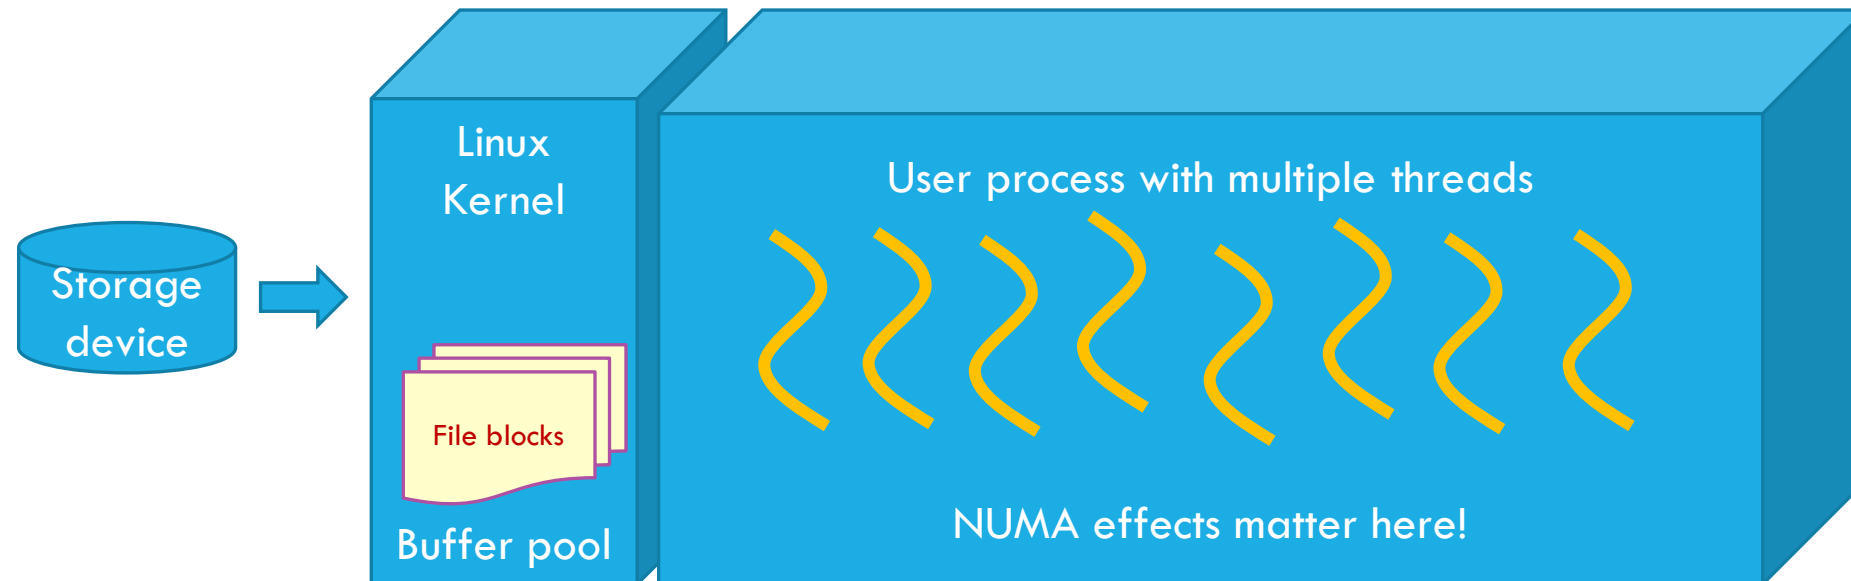 Storage
device
Linux
Kernel
File blocks
Buffer pool
User process with multiple threads
NUMA effects matter here!